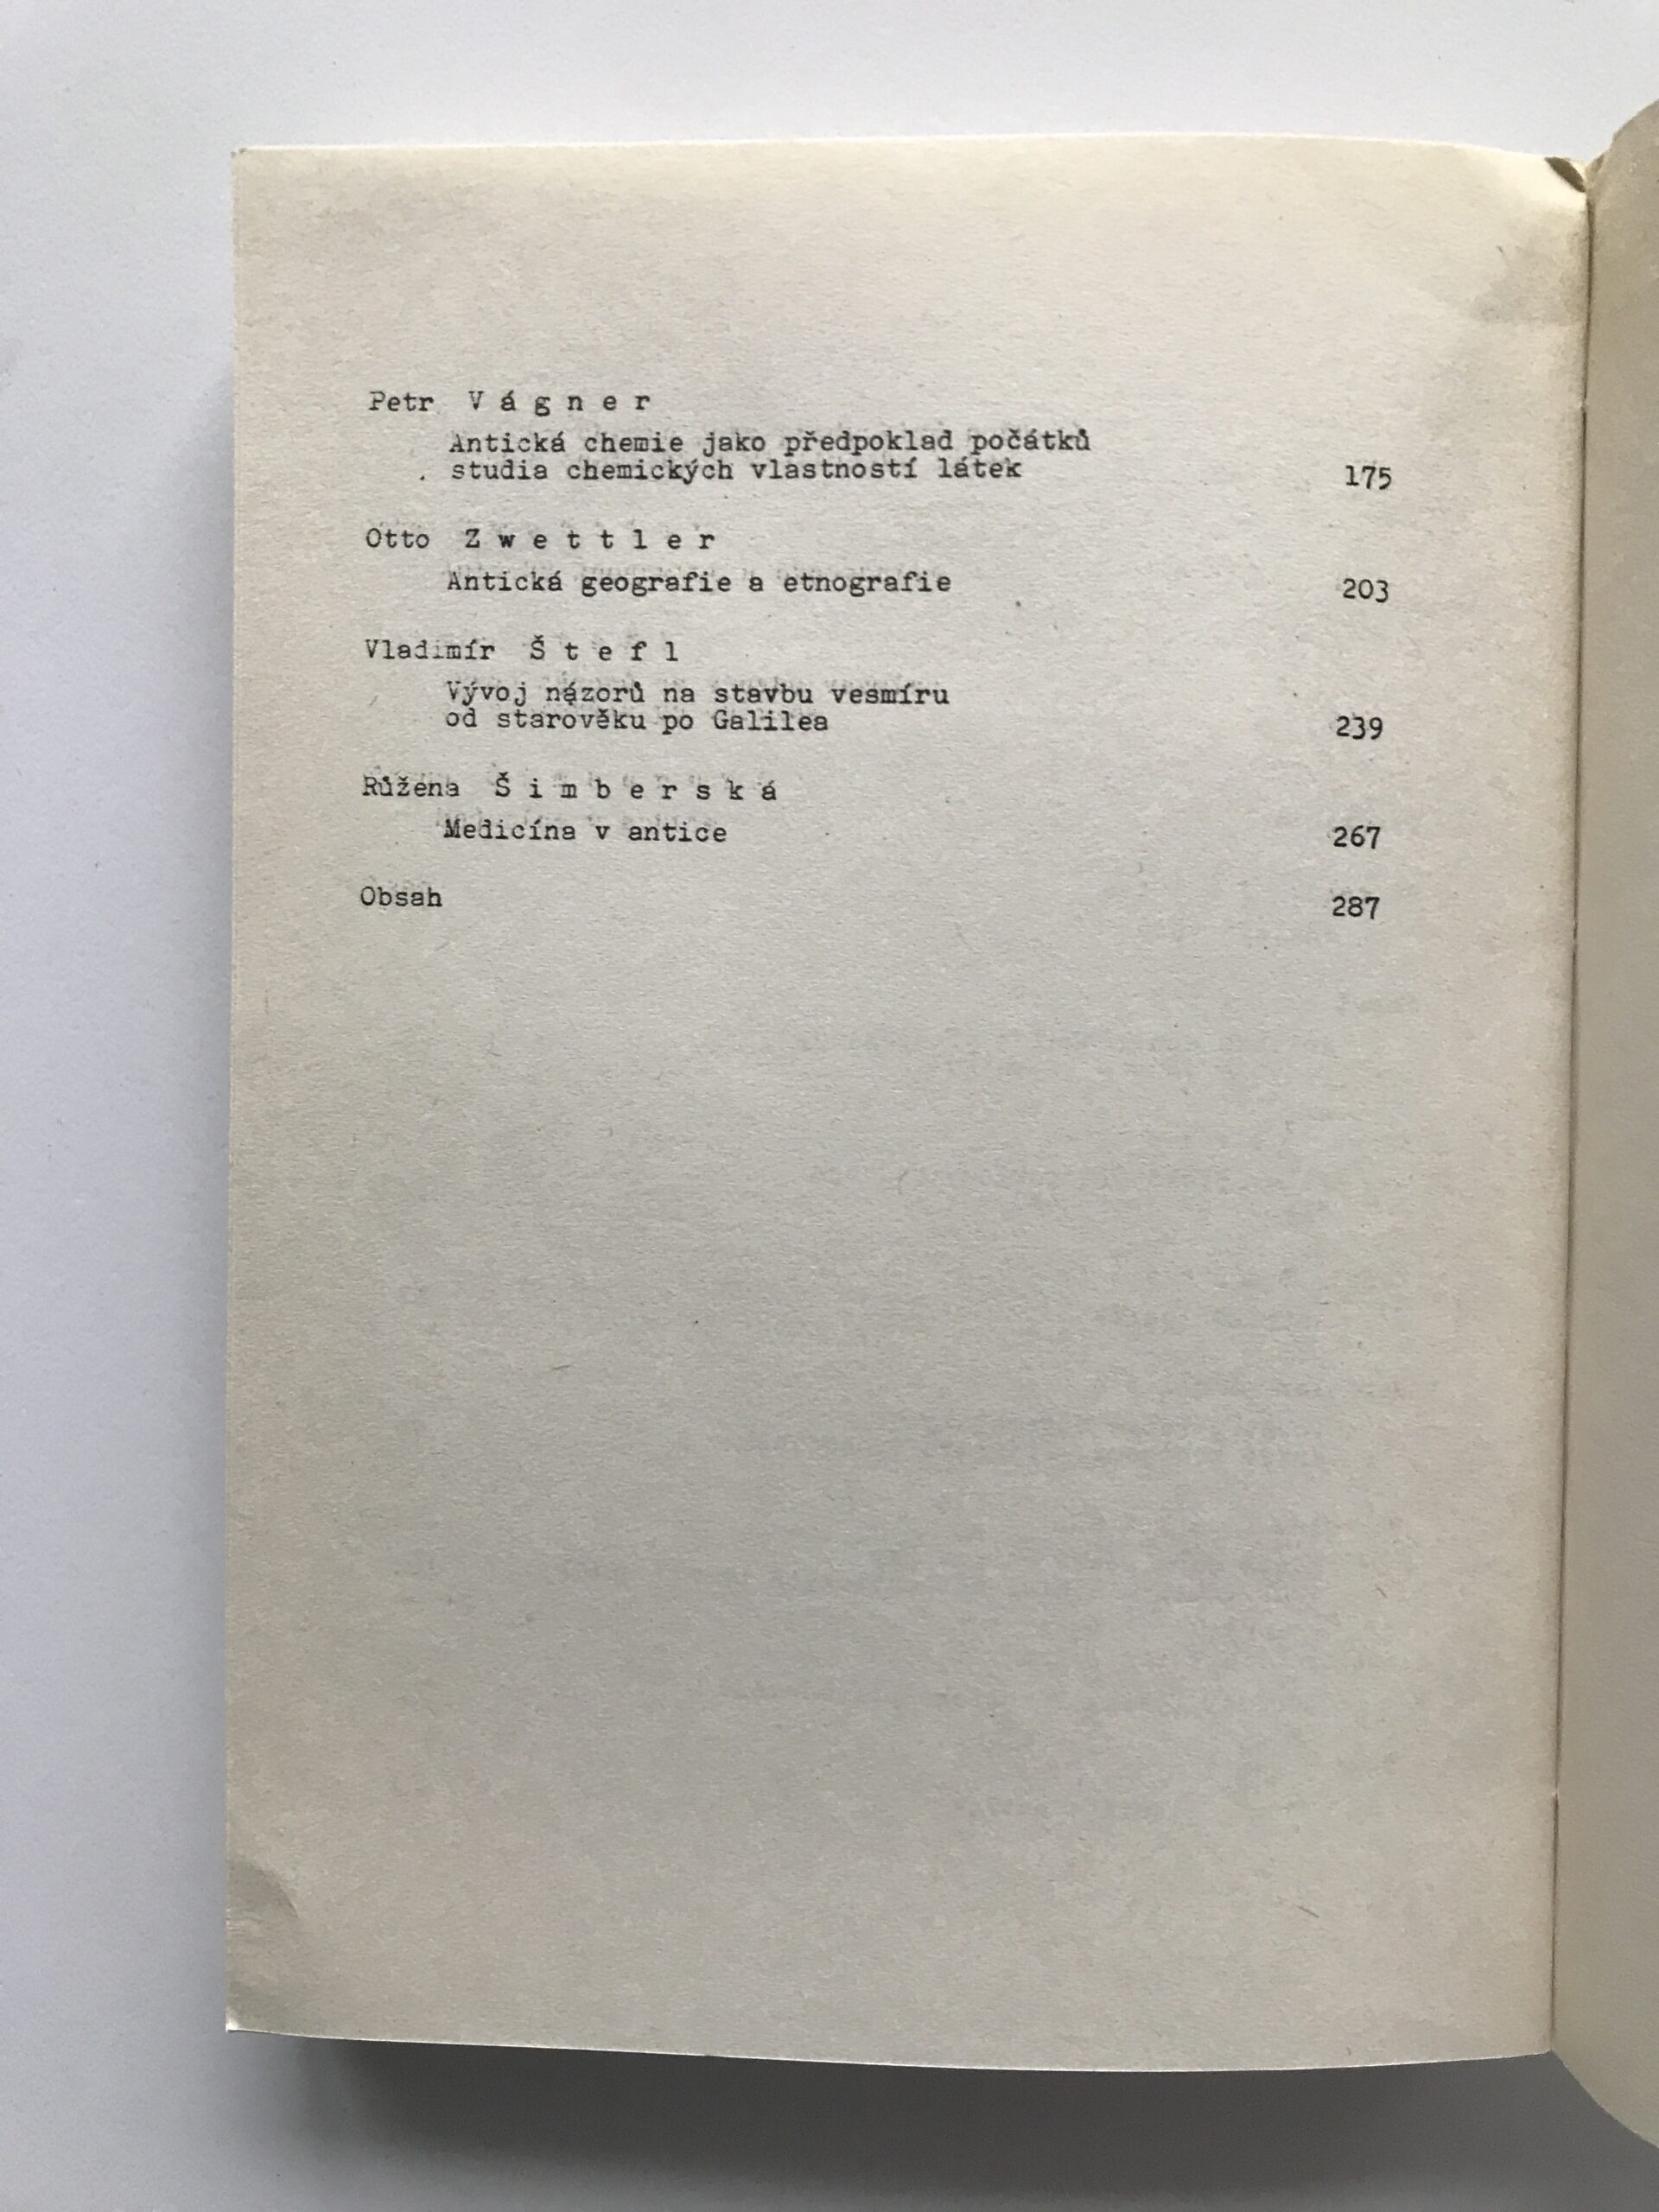 Petr V á g n e r
Antická chemie jako předpoklad počátků
studia chemických vlastností látek 175
Otto Z w e t t l e r
Antická geografie a etnografie 203
Vladimír Š t e f l
Vývoj názorů na stavbu vesmíru
od starověku po Galilea 239
Růžena Š i m b e r s k á
Medicína v antice 267
Obsah 287